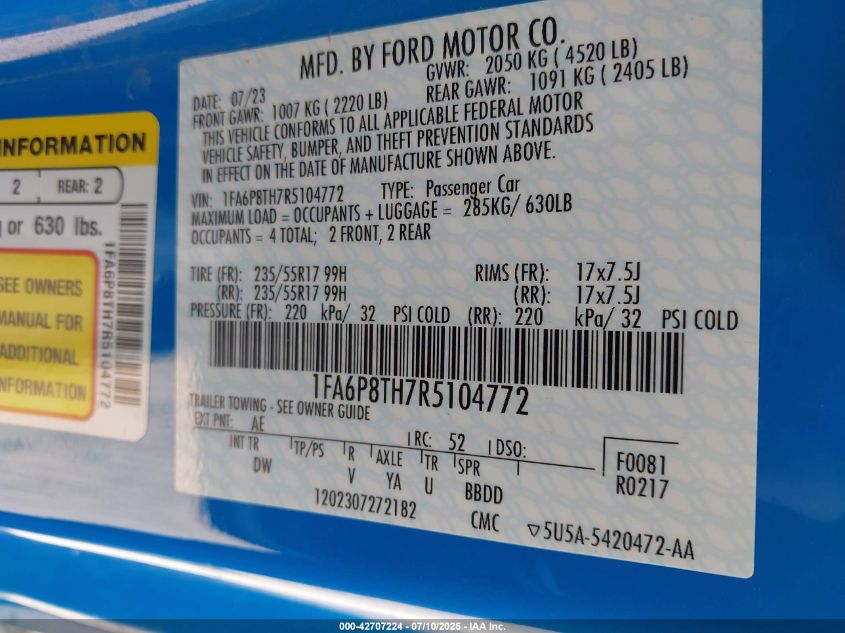 INFORMATION
2 REAR: 2
or 630 lbs.
SEE OWNERS
MANUAL FOR
ADDITIONAL
INFORMATION
1FA6P8TH7R5104772
MFD. BY FORD MOTOR CO.
DATE: 07/23 GVWR: 2050 KG ( 4520 LB)
FRONT GAWR: 1007 KG ( 2220 LB) REAR GAWR: 1091 KG ( 2405 LB)
THIS VEHICLE CONFORMS TO ALL APPLICABLE FEDERAL MOTOR
VEHICLE SAFETY, BUMPER, AND THEFT PREVENTION STANDARDS
IN EFFECT ON THE DATE OF MANUFACTURE SHOWN ABOVE.
VIN: 1FA6P8TH7R5104772 TYPE: Passenger Car
MAXIMUM LOAD = OCCUPANTS + LUGGAGE = 285KG/ 630LB
OCCUPANTS = 4 TOTAL; 2 FRONT, 2 REAR
TIRE (FR): 235/55R17 99H RIMS (FR): 17x7.5J
(RR): 235/55R17 99H (RR): 17x7.5J
PRESSURE (FR): 220 kPa/ 32 PSI COLD (RR): 220 kPa/ 32 PSI COLD
1FA6P8TH7R5104772
TRAILER TOWING - SEE OWNER GUIDE
EXT PNT: AE RC: 52 DSO:
INT TR TP/PS R AXLE TR SPR F0081
DW V YA U BBDD R0217
1202307272182 CMC ▽5U5A-5420472-AA
000-42707224 | 07/10/2025 | IAA Inc.